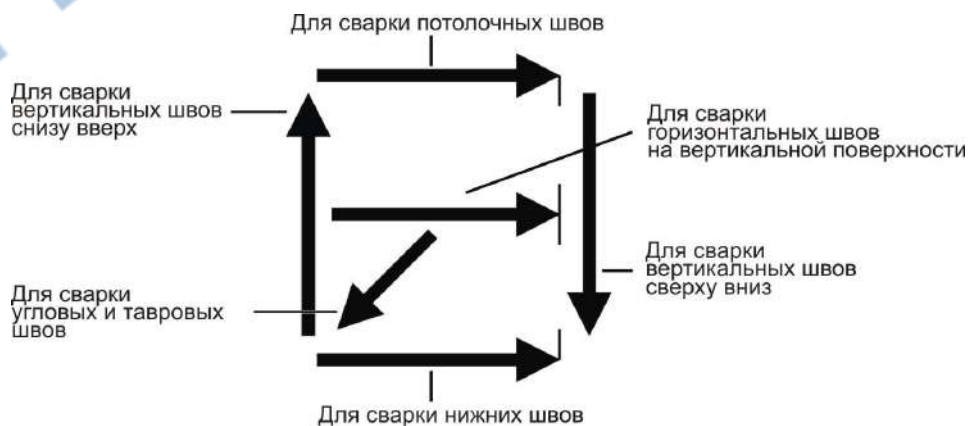 Для сварки потолочных швов
Для сварки
вертикальных швов
снизу вверх
Для сварки
горизонтальных швов
на вертикальной поверхности
Для сварки
вертикальных швов
сверху вниз
Для сварки
угловых и тавровых
швов
Для сварки нижних швов